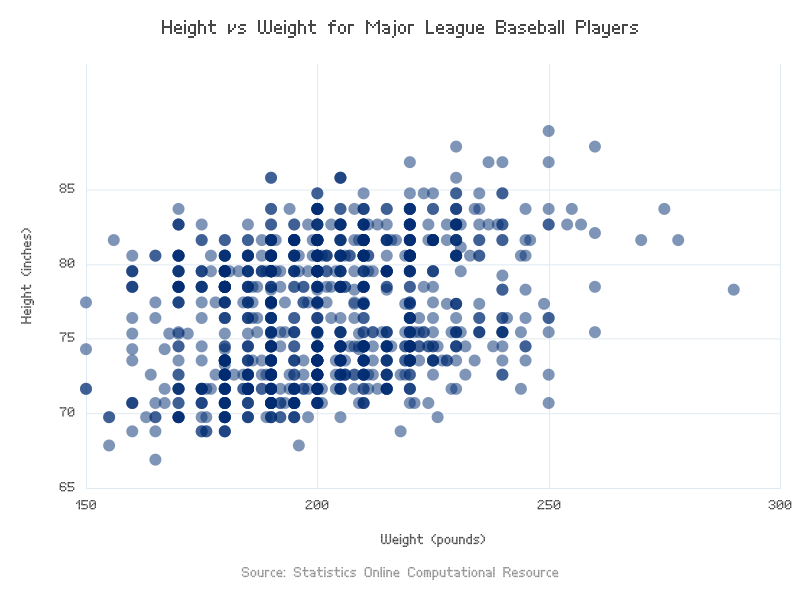 Height vs Weight for Major League Baseball Players
85
80
75
70
65
150
200
250
300
Height (inches)
Weight (pounds)
Source: Statistics Online Computational Resource